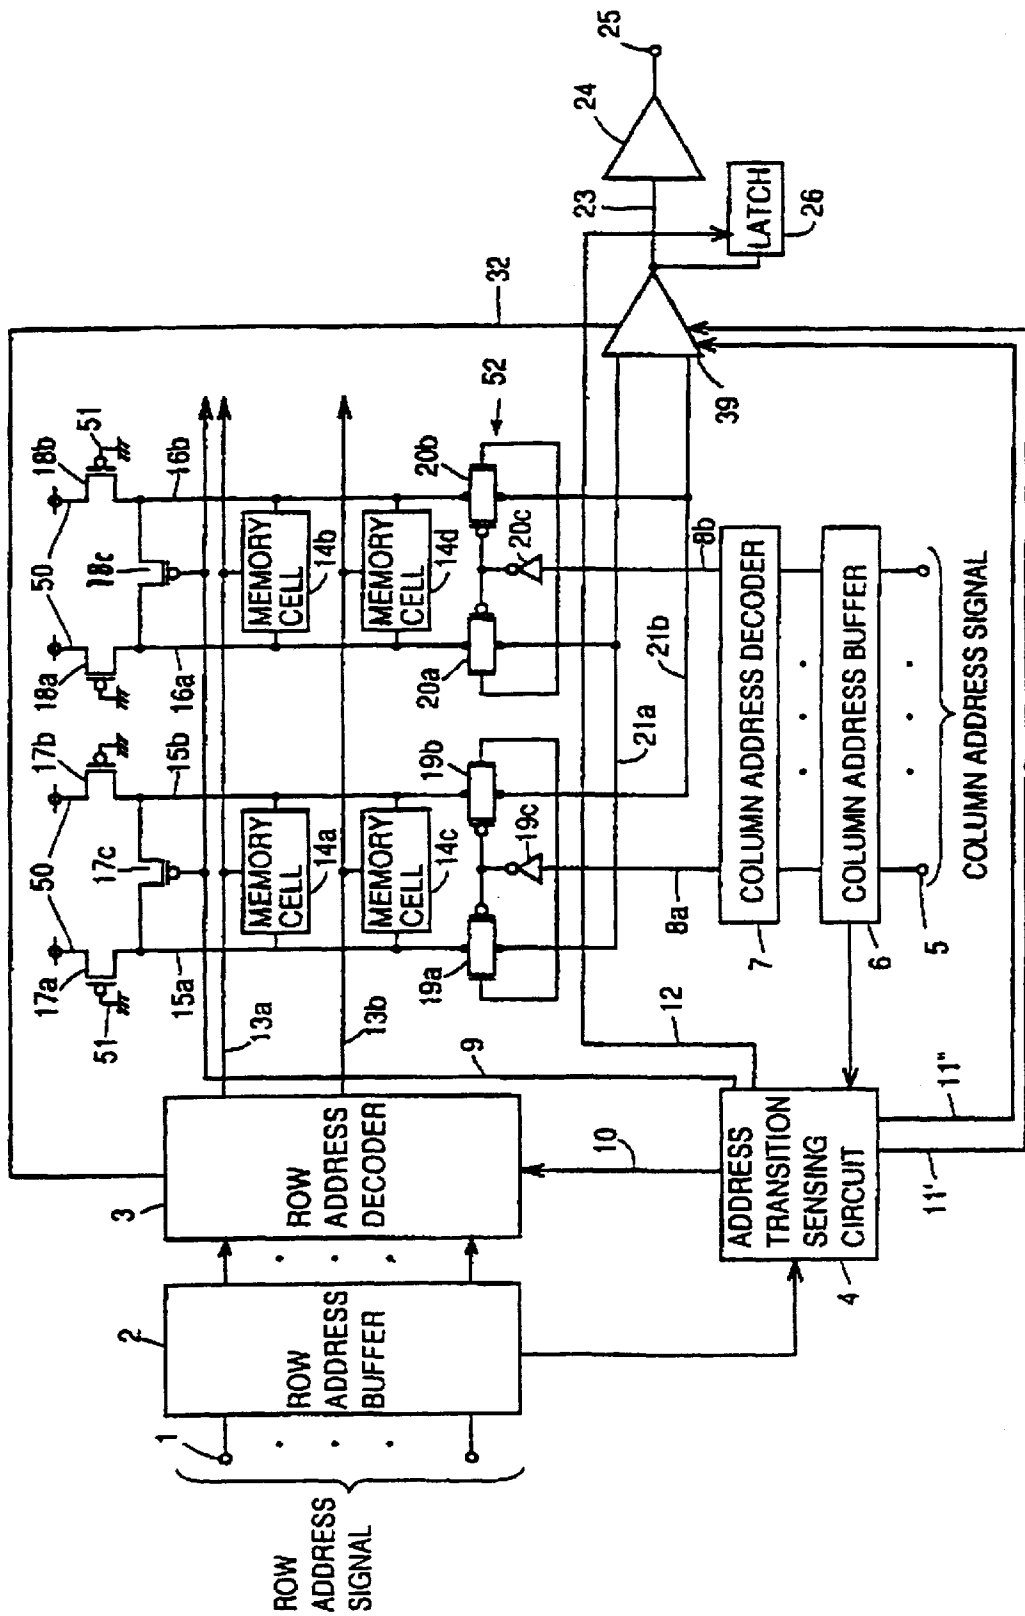 ROW
ADDRESS
SIGNAL
1
2
ROW
ADDRESS
BUFFER
3
ROW
ADDRESS
DECODER
10
ADDRESS
TRANSITION
SENSING
CIRCUIT
4
9
12
11'
11"
13a
13b
17a
51
50
17c
17b
15a
15b
18a
50
18c
18b
51
16a
16b
MEMORY
CELL
14a
MEMORY
CELL
14c
MEMORY
CELL
14b
MEMORY
CELL
14d
19a
19b
19c
20a
20b
20c
52
21a
21b
8a
8b
COLUMN ADDRESS DECODER
7
COLUMN ADDRESS BUFFER
6
5
COLUMN ADDRESS SIGNAL
32
39
23
LATCH
26
24
25